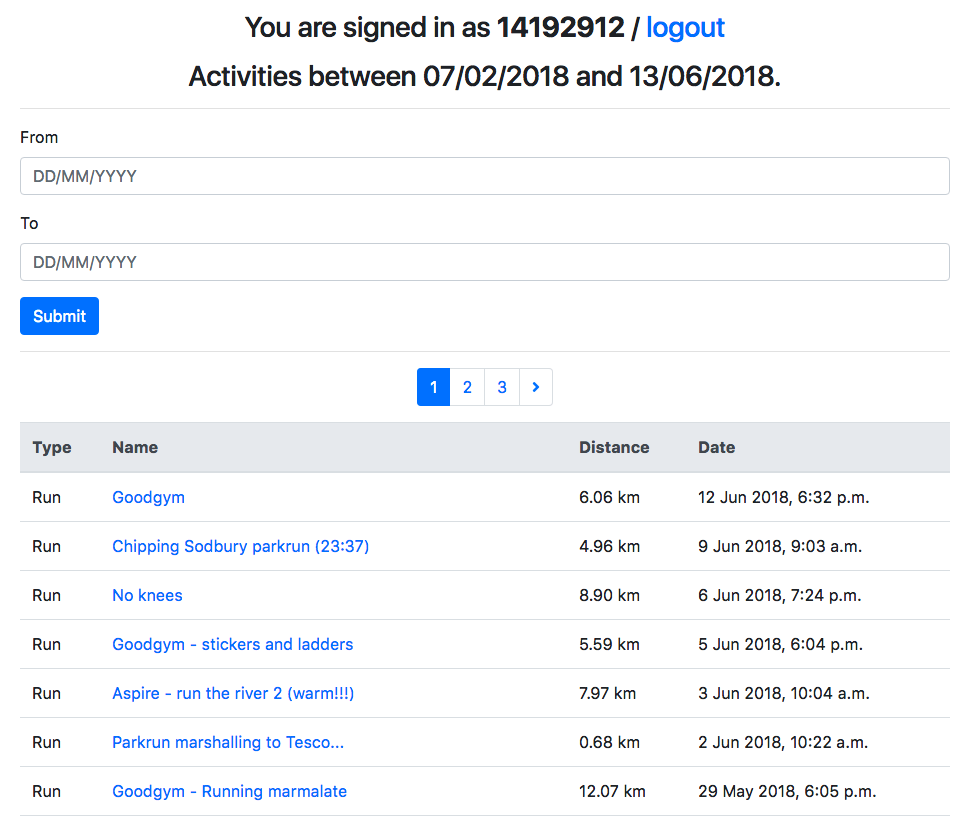 You are signed in as 14192912 / logout
Activities between 07/02/2018 and 13/06/2018.
From
DD/MM/YYYY
To
DD/MM/YYYY
Submit
1 2 3 ›
Type Name Distance Date
Run Goodgym 6.06 km 12 Jun 2018, 6:32 p.m.
Run Chipping Sodbury parkrun (23:37) 4.96 km 9 Jun 2018, 9:03 a.m.
Run No knees 8.90 km 6 Jun 2018, 7:24 p.m.
Run Goodgym - stickers and ladders 5.59 km 5 Jun 2018, 6:04 p.m.
Run Aspire - run the river 2 (warm!!!) 7.97 km 3 Jun 2018, 10:04 a.m.
Run Parkrun marshalling to Tesco... 0.68 km 2 Jun 2018, 10:22 a.m.
Run Goodgym - Running marmalate 12.07 km 29 May 2018, 6:05 p.m.